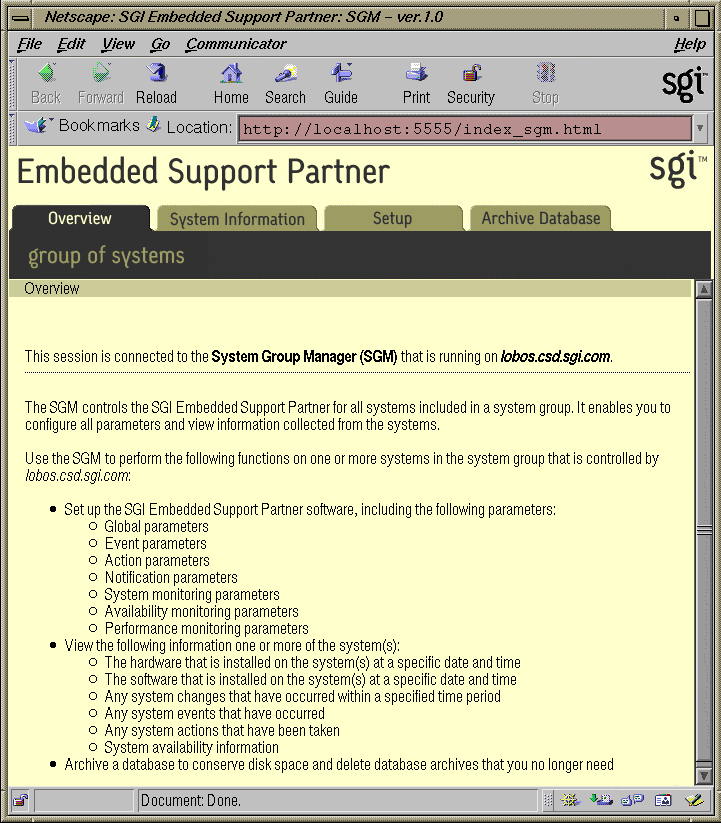 Netscape: SGI Embedded Support Partner: SGM – ver.1.0
File Edit View Go Communicator Help
Back Forward Reload Home Search Guide Print Security Stop sgi
Bookmarks Location: http://localhost:5555/index_sgm.html
Embedded Support Partner sgi™
Overview System Information Setup Archive Database
group of systems
Overview
This session is connected to the System Group Manager (SGM) that is running on lobos.csd.sgi.com.
The SGM controls the SGI Embedded Support Partner for all systems included in a system group. It enables you to
configure all parameters and view information collected from the systems.
Use the SGM to perform the following functions on one or more systems in the system group that is controlled by
lobos.csd.sgi.com:
Set up the SGI Embedded Support Partner software, including the following parameters:
Global parameters
Event parameters
Action parameters
Notification parameters
System monitoring parameters
Availability monitoring parameters
Performance monitoring parameters
View the following information one or more of the system(s):
The hardware that is installed on the system(s) at a specific date and time
The software that is installed on the system(s) at a specific date and time
Any system changes that have occurred within a specified time period
Any system events that have occurred
Any system actions that have been taken
System availability information
Archive a database to conserve disk space and delete database archives that you no longer need
Document: Done.